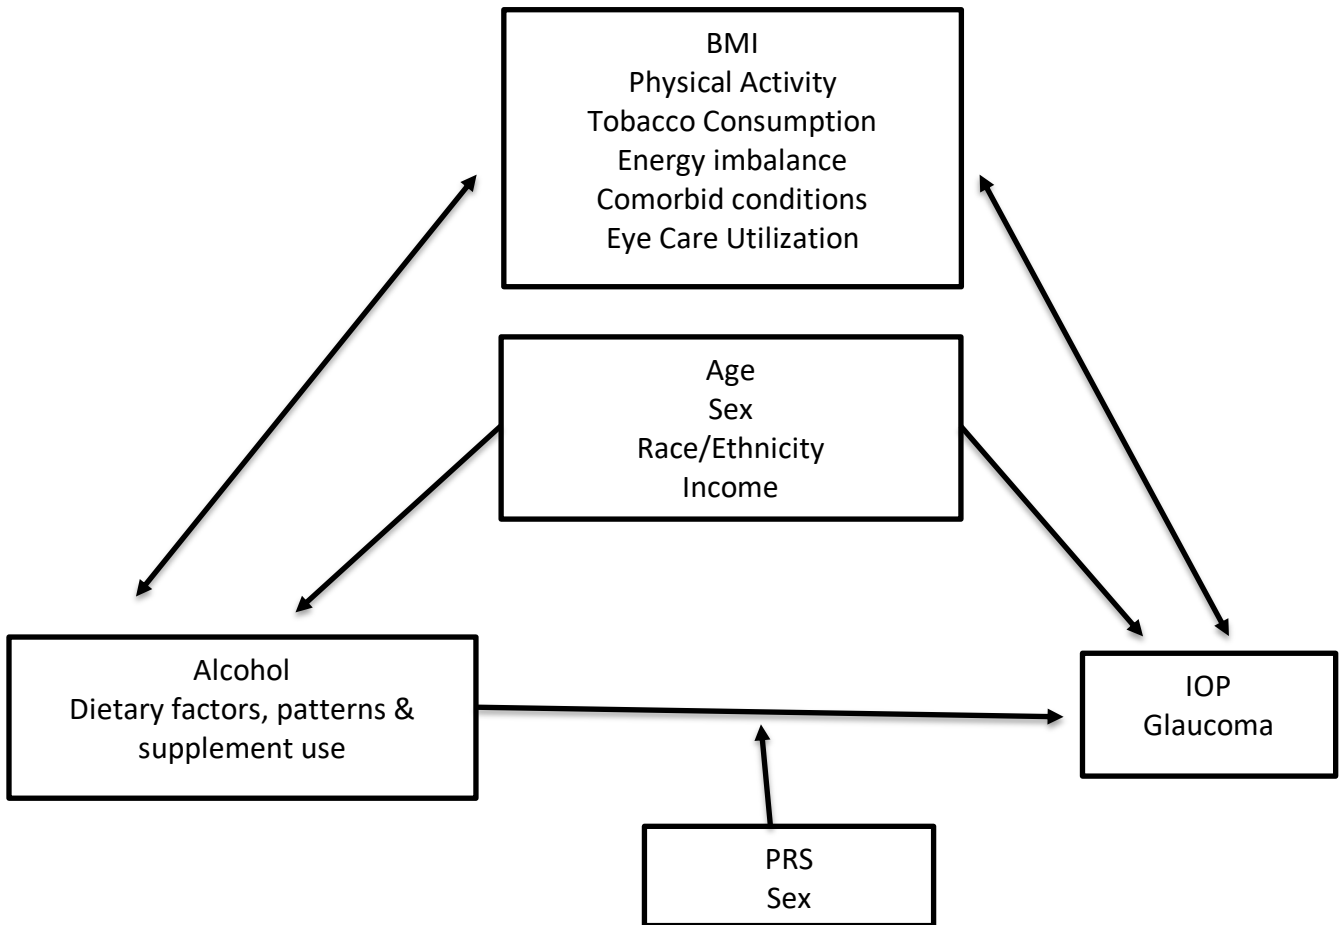 BMI
Physical Activity
Tobacco Consumption
Energy imbalance
Comorbid conditions
Eye Care Utilization
Age
Sex
Race/Ethnicity
Income
Alcohol
Dietary factors, patterns &
supplement use
IOP
Glaucoma
PRS
Sex